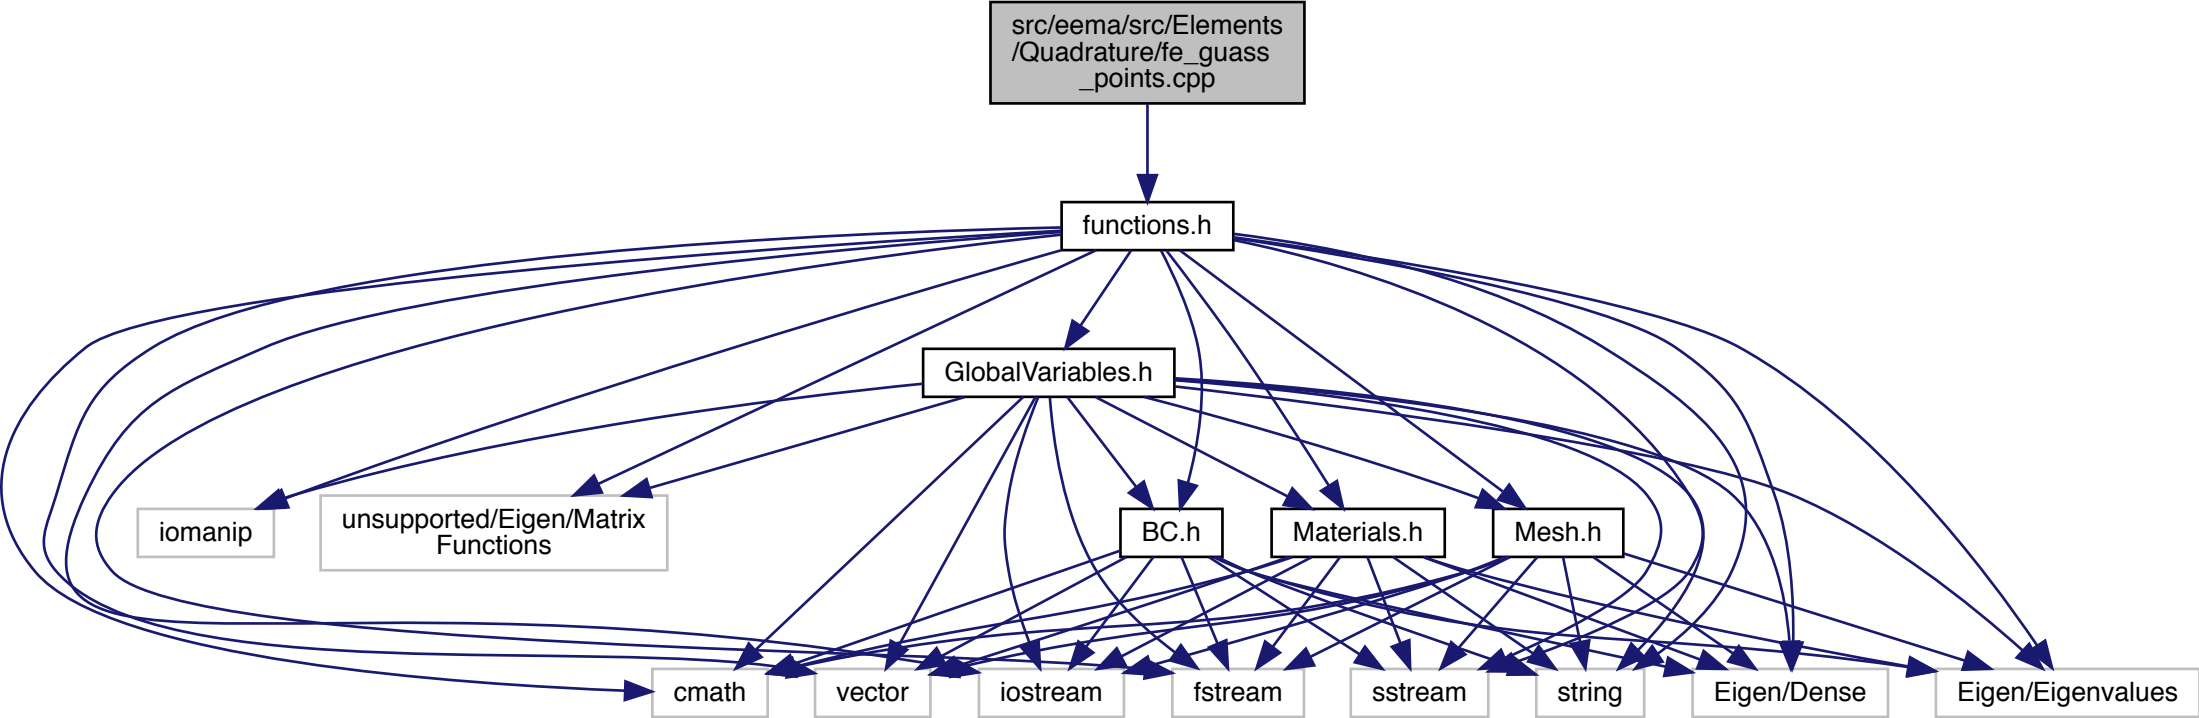 src/eema/src/Elements
/Quadrature/fe_guass
_points.cpp
functions.h
GlobalVariables.h
iomanip
unsupported/Eigen/Matrix
Functions
BC.h
Materials.h
Mesh.h
cmath
vector
iostream
fstream
sstream
string
Eigen/Dense
Eigen/Eigenvalues